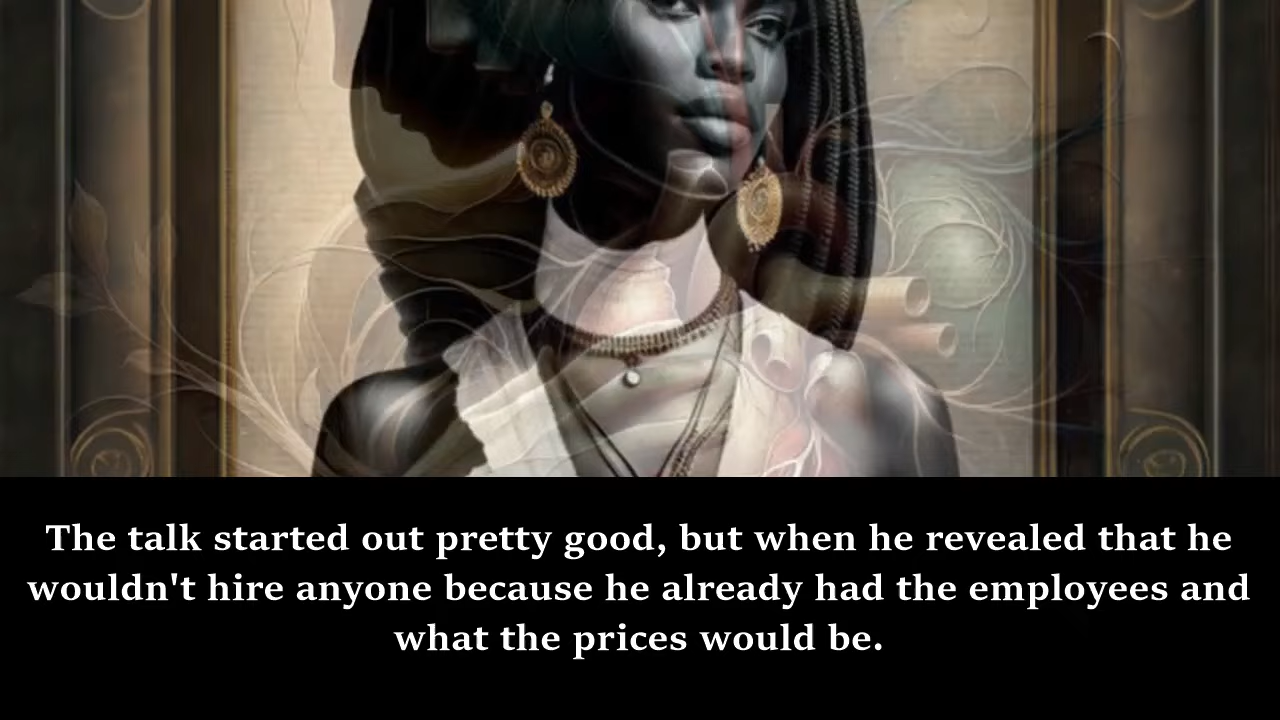 The talk started out pretty good, but when he revealed that he
wouldn't hire anyone because he already had the employees and
what the prices would be.